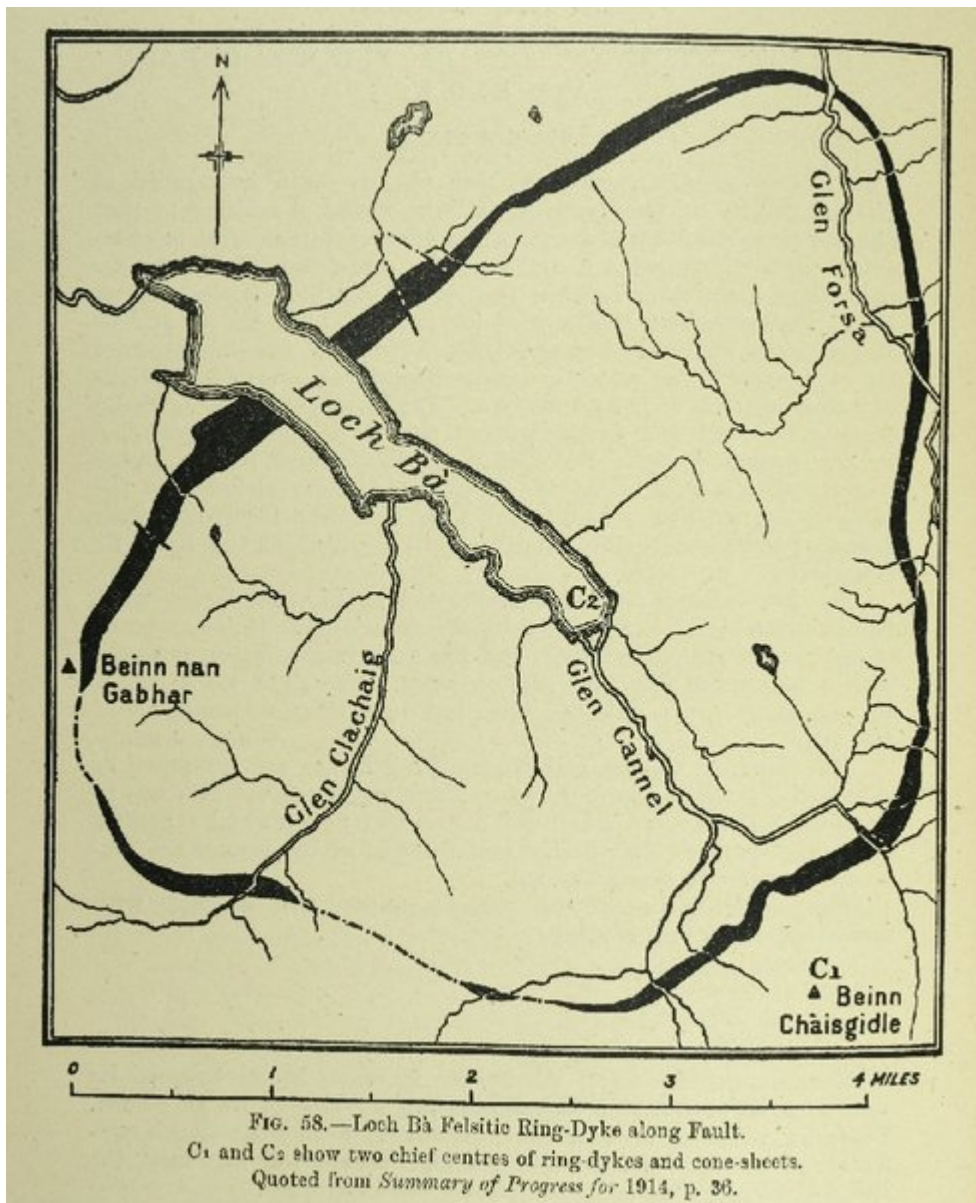 N
Glen Forsa
Loch Bà
C2
Beinn nan
Gabhar
Glen Clachaig
Glen Cannel
C1
Beinn
Chàisgidle
0 1 2 3 4 MILES
FIG. 58.—Loch Bà Felsitic Ring-Dyke along Fault.
C1 and C2 show two chief centres of ring-dykes and cone-sheets.
Quoted from Summary of Progress for 1914, p. 36.